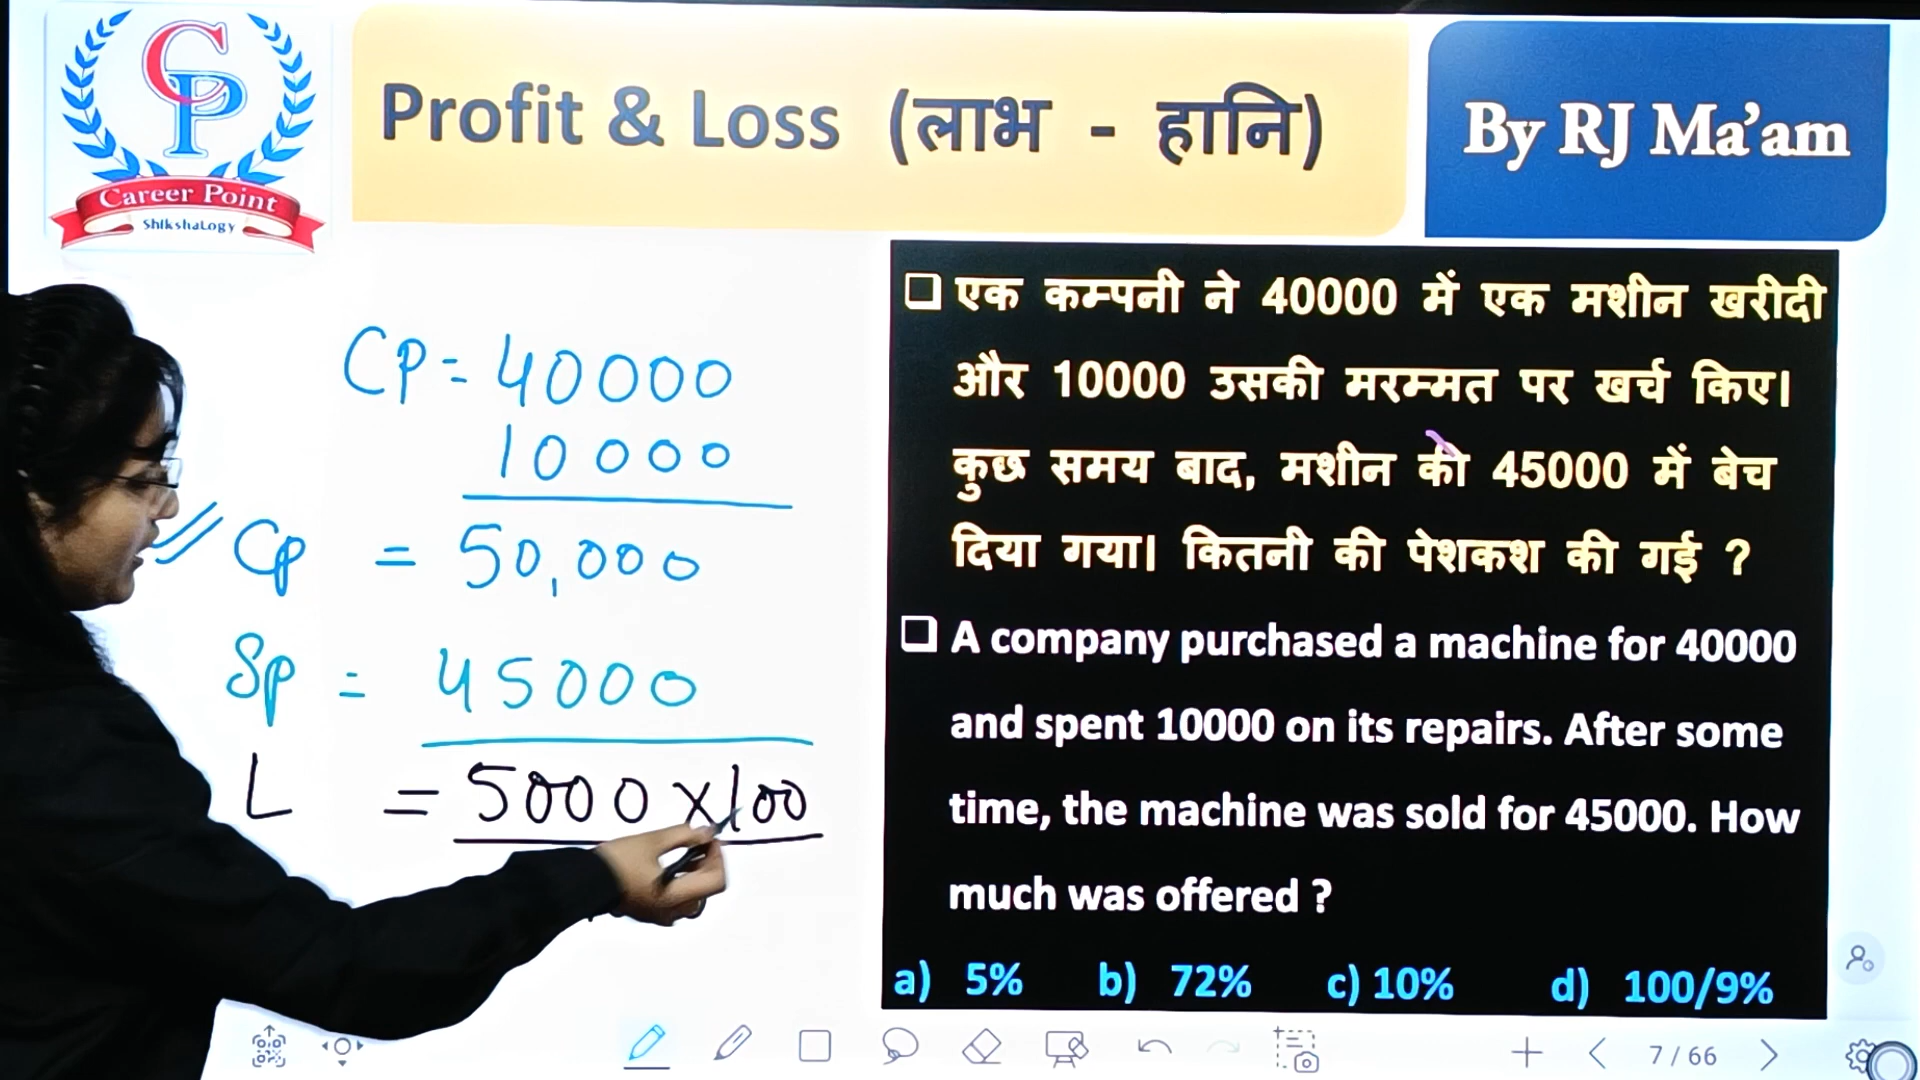 CP
Career Point
ShikshaLogy
Profit & Loss (लाभ - हानि)
By RJ Ma’am
Cp = 40000
10000
Cp = 50,000
Sp = 45000
L = 5000 x 100
❑ एक कम्पनी ने 40000 में एक मशीन खरीदी
और 10000 उसकी मरम्मत पर खर्च किए।
कुछ समय बाद, मशीन को 45000 में बेच
दिया गया। कितनी की पेशकश की गई ?
❑ A company purchased a machine for 40000
and spent 10000 on its repairs. After some
time, the machine was sold for 45000. How
much was offered ?
a) 5% b) 72% c) 10% d) 100/9%
7 / 66